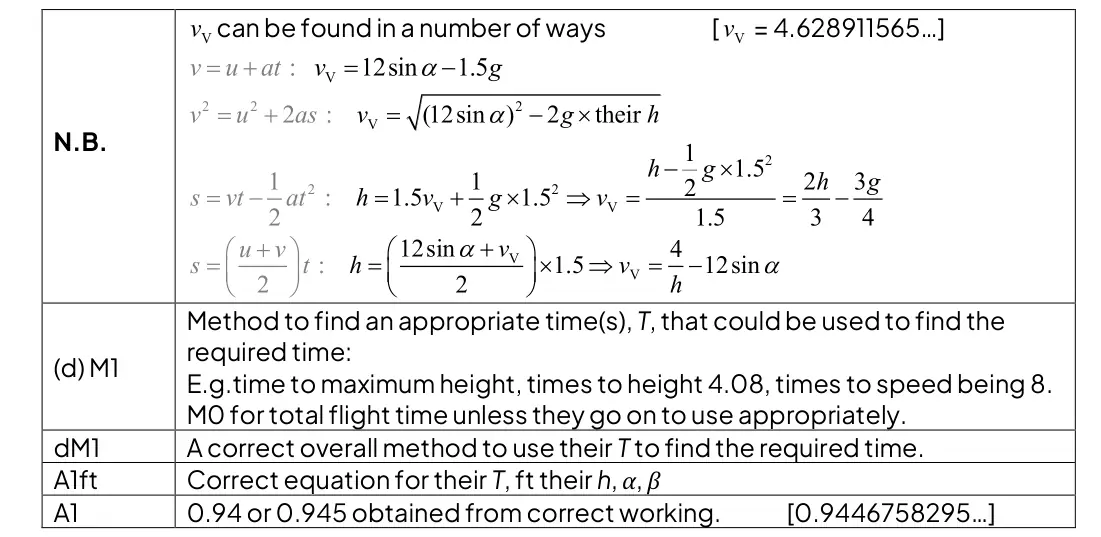 N.B.
v_V can be found in a number of ways [ v_V = 4.628911565…]
v = u + at : v_V = 12 sin α − 1.5g
v² = u² + 2as : v_V = √((12 sin α)² − 2g × their h)
s = vt − 1/2 at² : h = 1.5v_V + 1/2 g × 1.5² ⇒ v_V = (h − 1/2 g × 1.5²)/1.5 = 2h/3 − 3g/4
s = ((u + v)/2) t : h = ((12 sin α + v_V)/2) × 1.5 ⇒ v_V = 4/h − 12 sin α
(d) M1
Method to find an appropriate time(s), T, that could be used to find the
required time:
E.g. time to maximum height, times to height 4.08, times to speed being 8.
M0 for total flight time unless they go on to use appropriately.
dM1 A correct overall method to use their T to find the required time.
A1ft Correct equation for their T, ft their h, α, β
A1 0.94 or 0.945 obtained from correct working. [0.9446758295…]